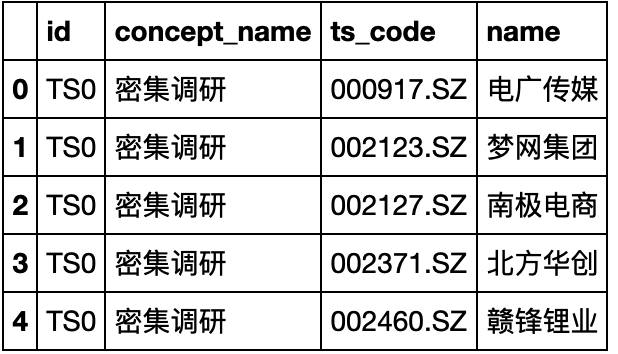 id concept_name ts_code name
0 TS0 密集调研 000917.SZ 电广传媒
1 TS0 密集调研 002123.SZ 梦网集团
2 TS0 密集调研 002127.SZ 南极电商
3 TS0 密集调研 002371.SZ 北方华创
4 TS0 密集调研 002460.SZ 赣锋锂业